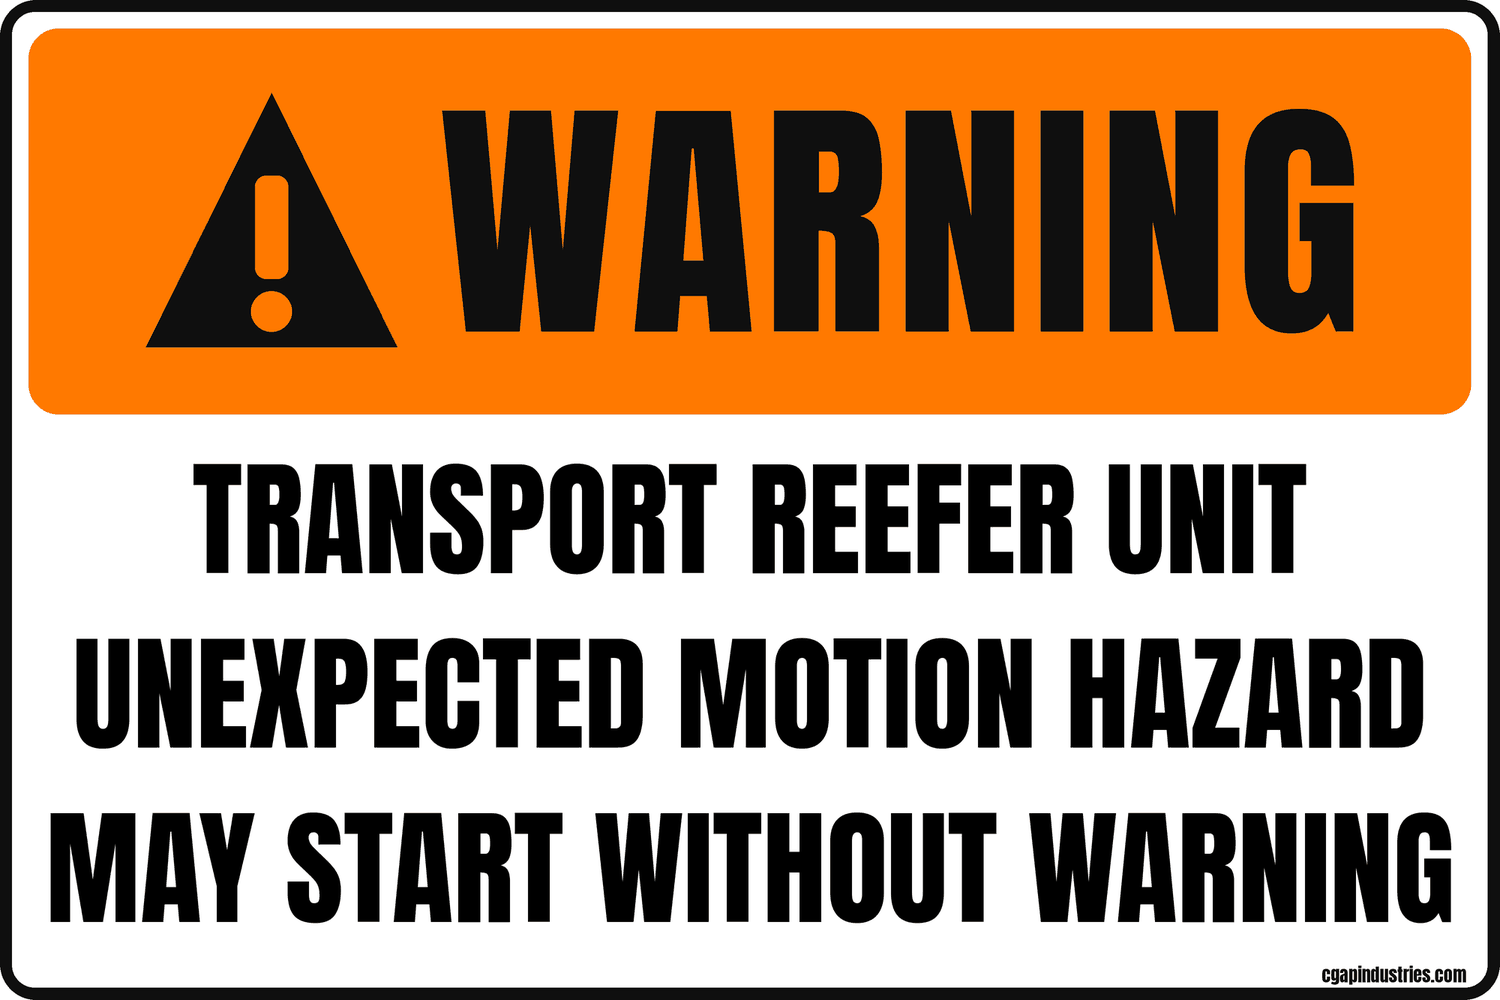 WARNING
TRANSPORT REEFER UNIT
UNEXPECTED MOTION HAZARD
MAY START WITHOUT WARNING
cgapindustries.com